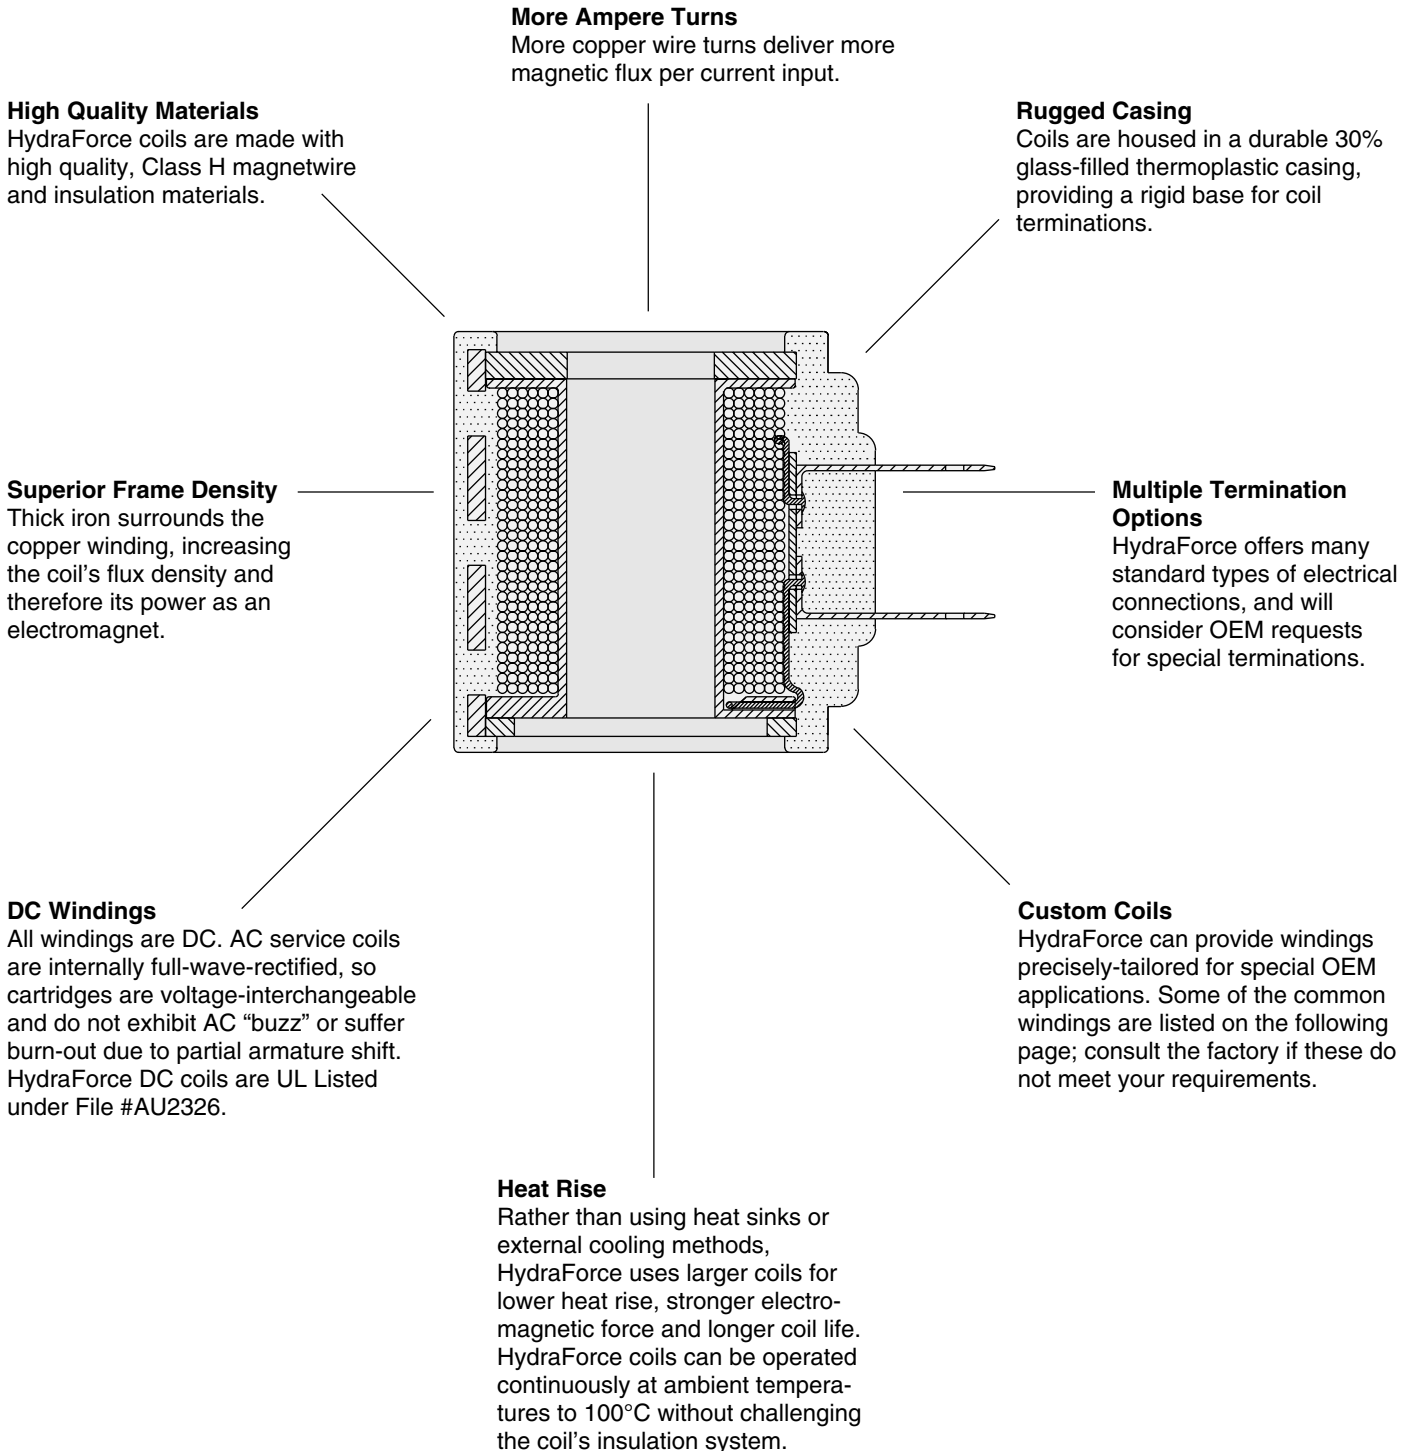 More Ampere Turns
More copper wire turns deliver more
magnetic flux per current input.
High Quality Materials
HydraForce coils are made with
high quality, Class H magnetwire
and insulation materials.
Rugged Casing
Coils are housed in a durable 30%
glass-filled thermoplastic casing,
providing a rigid base for coil
terminations.
Superior Frame Density
Thick iron surrounds the
copper winding, increasing
the coil’s flux density and
therefore its power as an
electromagnet.
Multiple Termination
Options
HydraForce offers many
standard types of electrical
connections, and will
consider OEM requests
for special terminations.
DC Windings
All windings are DC. AC service coils
are internally full-wave-rectified, so
cartridges are voltage-interchangeable
and do not exhibit AC “buzz” or suffer
burn-out due to partial armature shift.
HydraForce DC coils are UL Listed
under File #AU2326.
Custom Coils
HydraForce can provide windings
precisely-tailored for special OEM
applications. Some of the common
windings are listed on the following
page; consult the factory if these do
not meet your requirements.
Heat Rise
Rather than using heat sinks or
external cooling methods,
HydraForce uses larger coils for
lower heat rise, stronger electro-
magnetic force and longer coil life.
HydraForce coils can be operated
continuously at ambient tempera-
tures to 100°C without challenging
the coil’s insulation system.